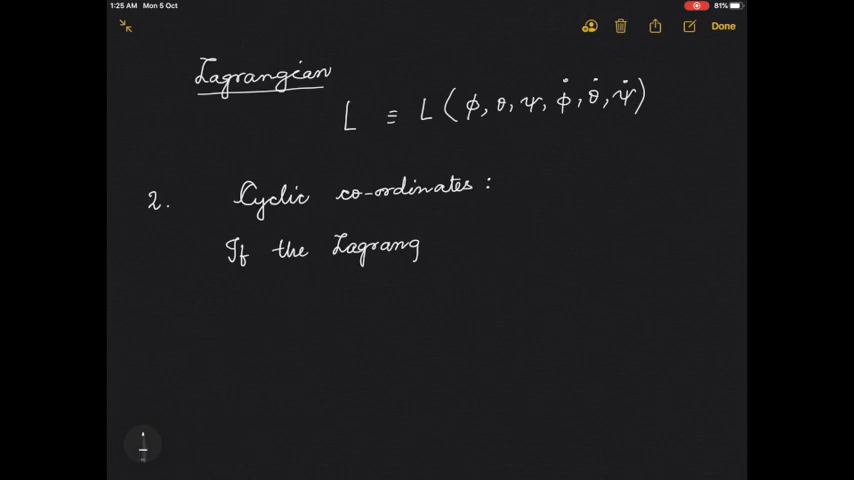 1:25 AM Mon 5 Oct 81%
Done
Lagrangian
L ≡ L (ϕ, θ, ψ, ϕ̇, θ̇, ψ̇)
2. Cyclic co-ordinates :
If the Lagrang